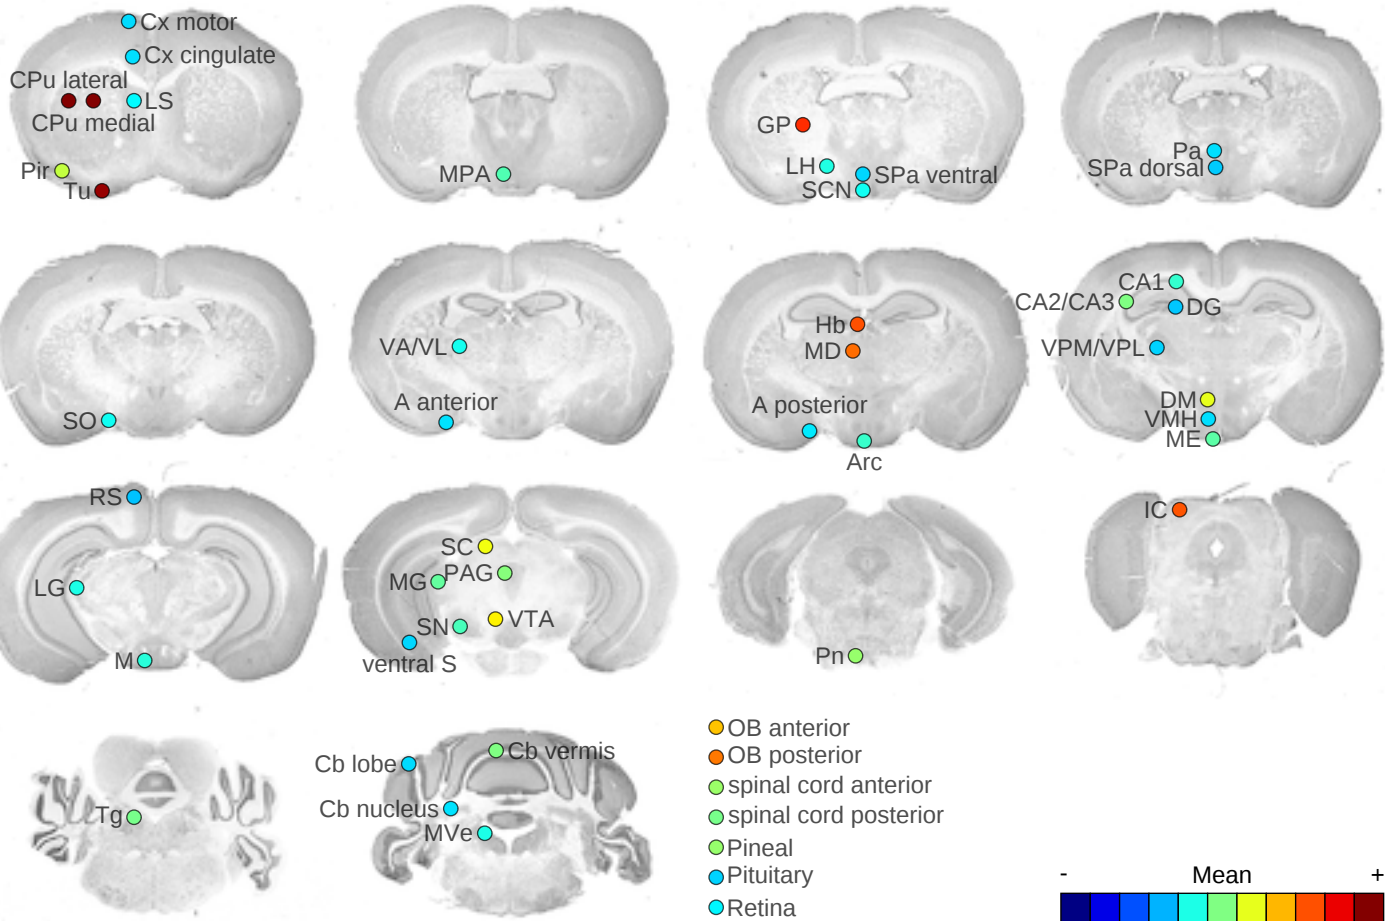 Cx motor
Cx cingulate
CPu lateral
LS
CPu medial
Pir
Tu
MPA
GP
LH
SPa ventral
SCN
Pa
SPa dorsal
SO
VA/VL
A anterior
Hb
MD
A posterior
Arc
CA1
CA2/CA3
DG
VPM/VPL
DM
VMH
ME
RS
LG
M
SC
PAG
MG
VTA
SN
ventral S
Pn
IC
Tg
Cb vermis
Cb lobe
Cb nucleus
MVe
OB anterior
OB posterior
spinal cord anterior
spinal cord posterior
Pineal
Pituitary
Retina
- Mean +